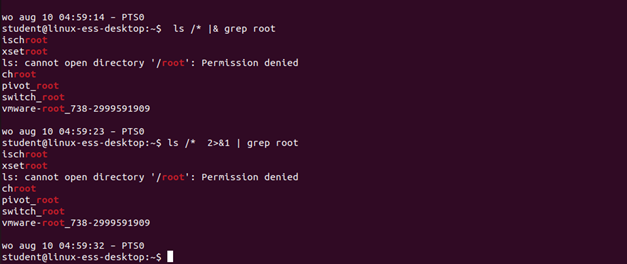 wo aug 10 04:59:14 – PTS0
student@linux-ess-desktop:~$  ls /* |& grep root
ischroot
xsetroot
ls: cannot open directory '/root': Permission denied
chroot
pivot_root
switch_root
vmware-root_738-2999591909
wo aug 10 04:59:23 – PTS0
student@linux-ess-desktop:~$ ls /*  2>&1 | grep root
ischroot
xsetroot
ls: cannot open directory '/root': Permission denied
chroot
pivot_root
switch_root
vmware-root_738-2999591909
wo aug 10 04:59:32 – PTS0
student@linux-ess-desktop:~$